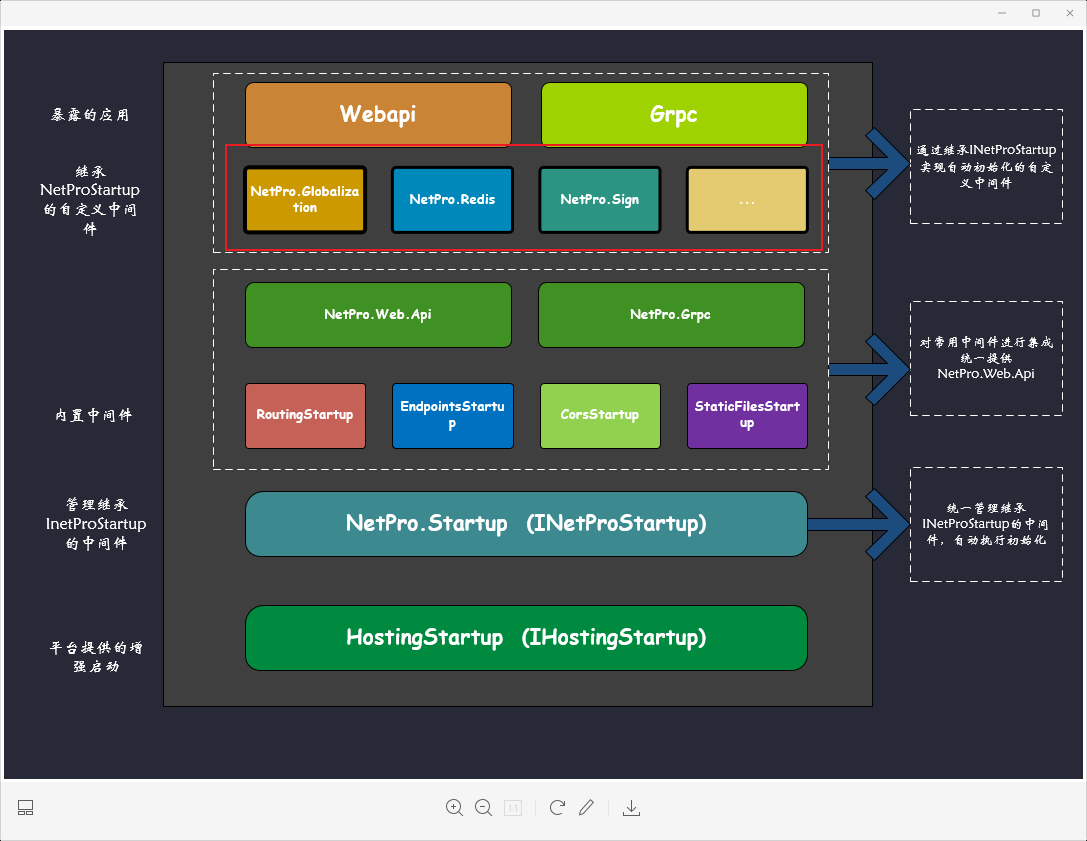 暴露的应用
Webapi
Grpc
继承
NetProStartup
的自定义中间
件
NetPro.Globaliza
tion
NetPro.Redis
NetPro.Sign
...
通过继承INetProStartup
实现自动初始化的自定
义中间件
NetPro.Web.Api
NetPro.Grpc
对常用中间件进行集成
统一提供
NetPro.Web.Api
内置中间件
RoutingStartup
EndpointsStartu
p
CorsStartup
StaticFilesStart
up
管理继承
InetProStartup
的中间件
NetPro.Startup （INetProStartup)
统一管理继承
INetProStartup的中间
件，自动执行初始化
平台提供的增
强启动
HostingStartup （IHostingStartup)
1:1